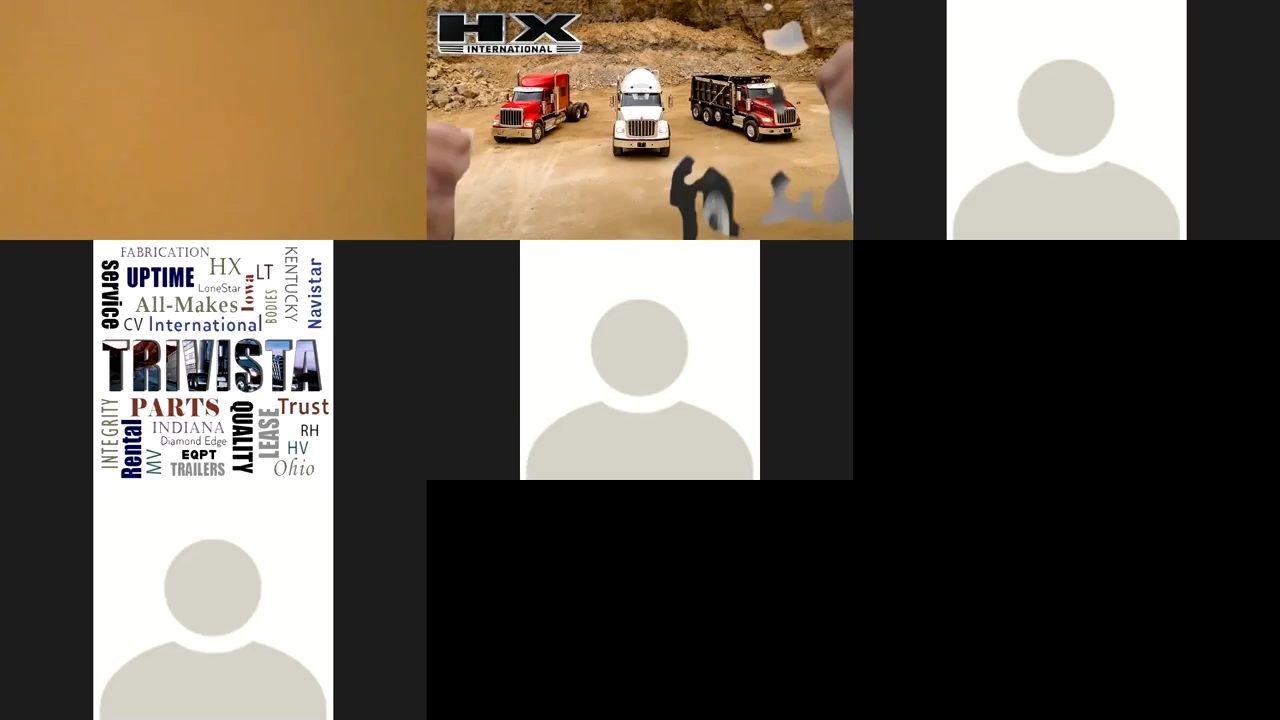 HX
INTERNATIONAL
FABRICATION
service
UPTIME
HX
LT
KENTUCKY
Navistar
LoneStar
Iowa
BODIES
All-Makes
CV
International
TRIVISTA
INTEGRITY
PARTS
QUALITY
LEASE
Trust
INDIANA
Rental
Diamond Edge
RH
MV
EQPT
HV
TRAILERS
Ohio